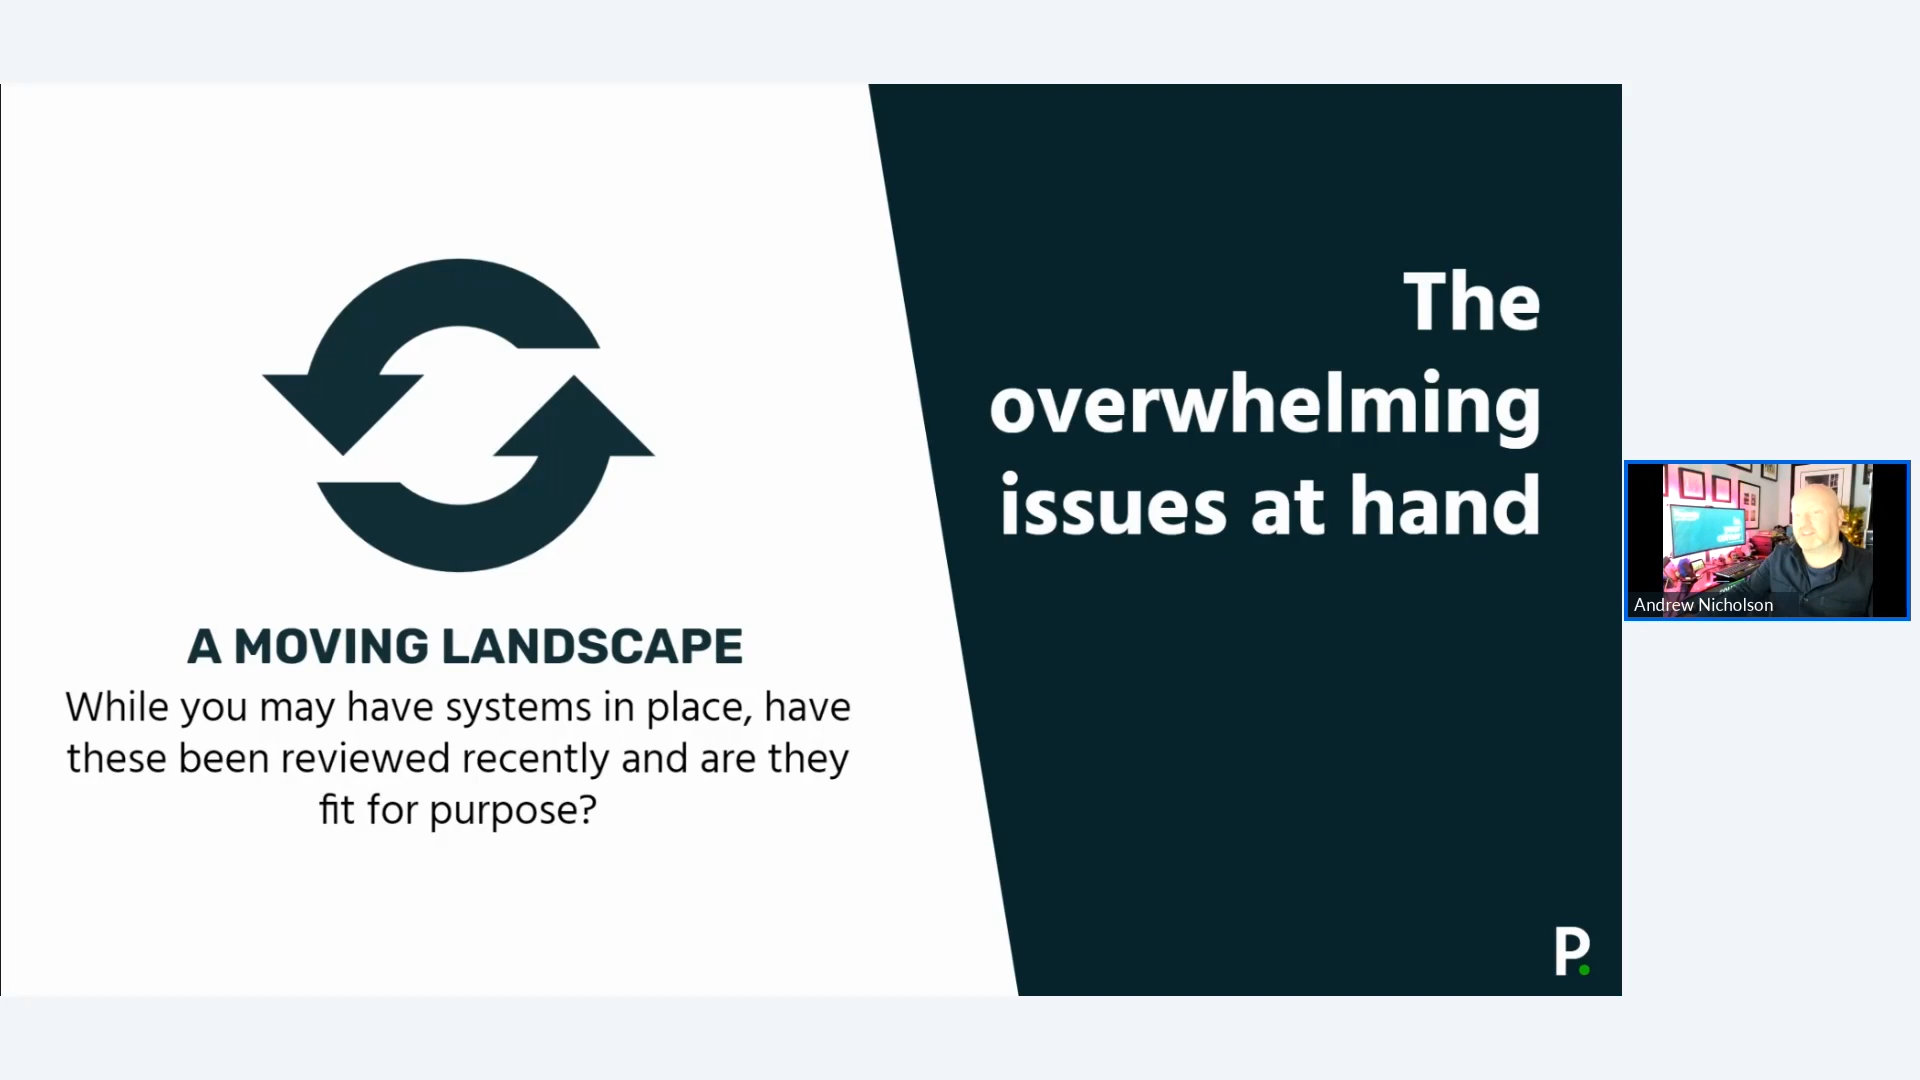 The
overwhelming
issues at hand
A MOVING LANDSCAPE
While you may have systems in place, have
these been reviewed recently and are they
fit for purpose?
P.
Andrew Nicholson